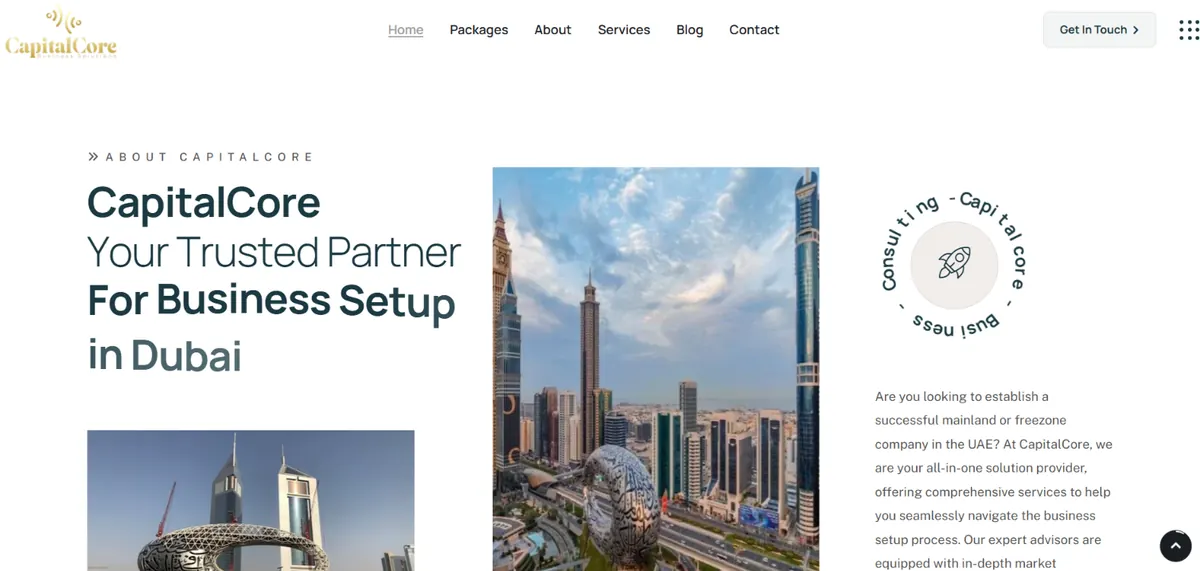 CapitalCore
Business Solutions
Home
Packages
About
Services
Blog
Contact
Get In Touch
ABOUT CAPITALCORE
CapitalCore
Your Trusted Partner
For Business Setup
in Dubai
Consulting - Capital core - Business -
Are you looking to establish a
successful mainland or freezone
company in the UAE? At CapitalCore, we
are your all-in-one solution provider,
offering comprehensive services to help
you seamlessly navigate the business
setup process. Our expert advisors are
equipped with in-depth market